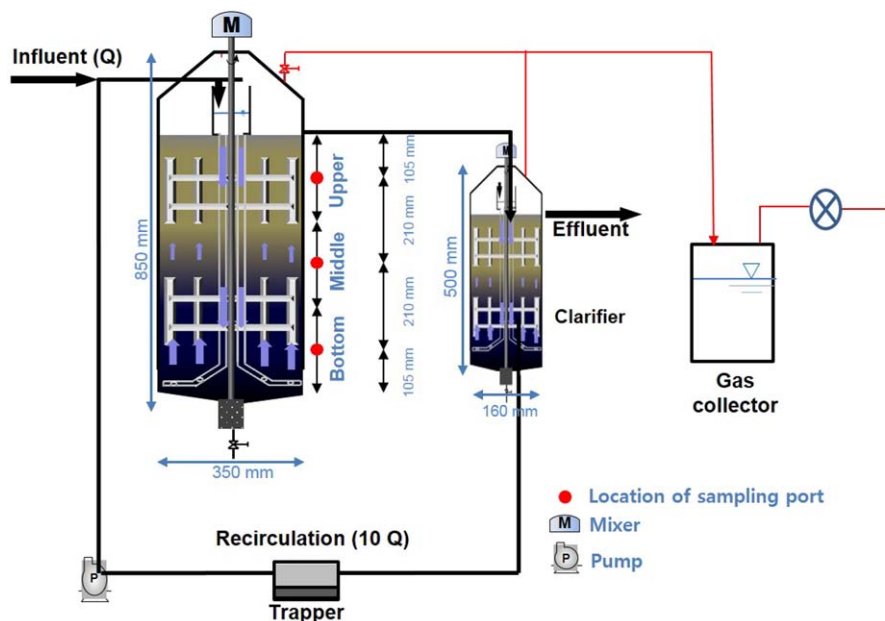 M
Influent (Q)
850 mm
350 mm
Upper
Middle
Bottom
105 mm
210 mm
210 mm
105 mm
M
500 mm
160 mm
Effluent
Clarifier
Gas
collector
Location of sampling port
M
Mixer
P
Pump
Recirculation (10 Q)
P
Trapper